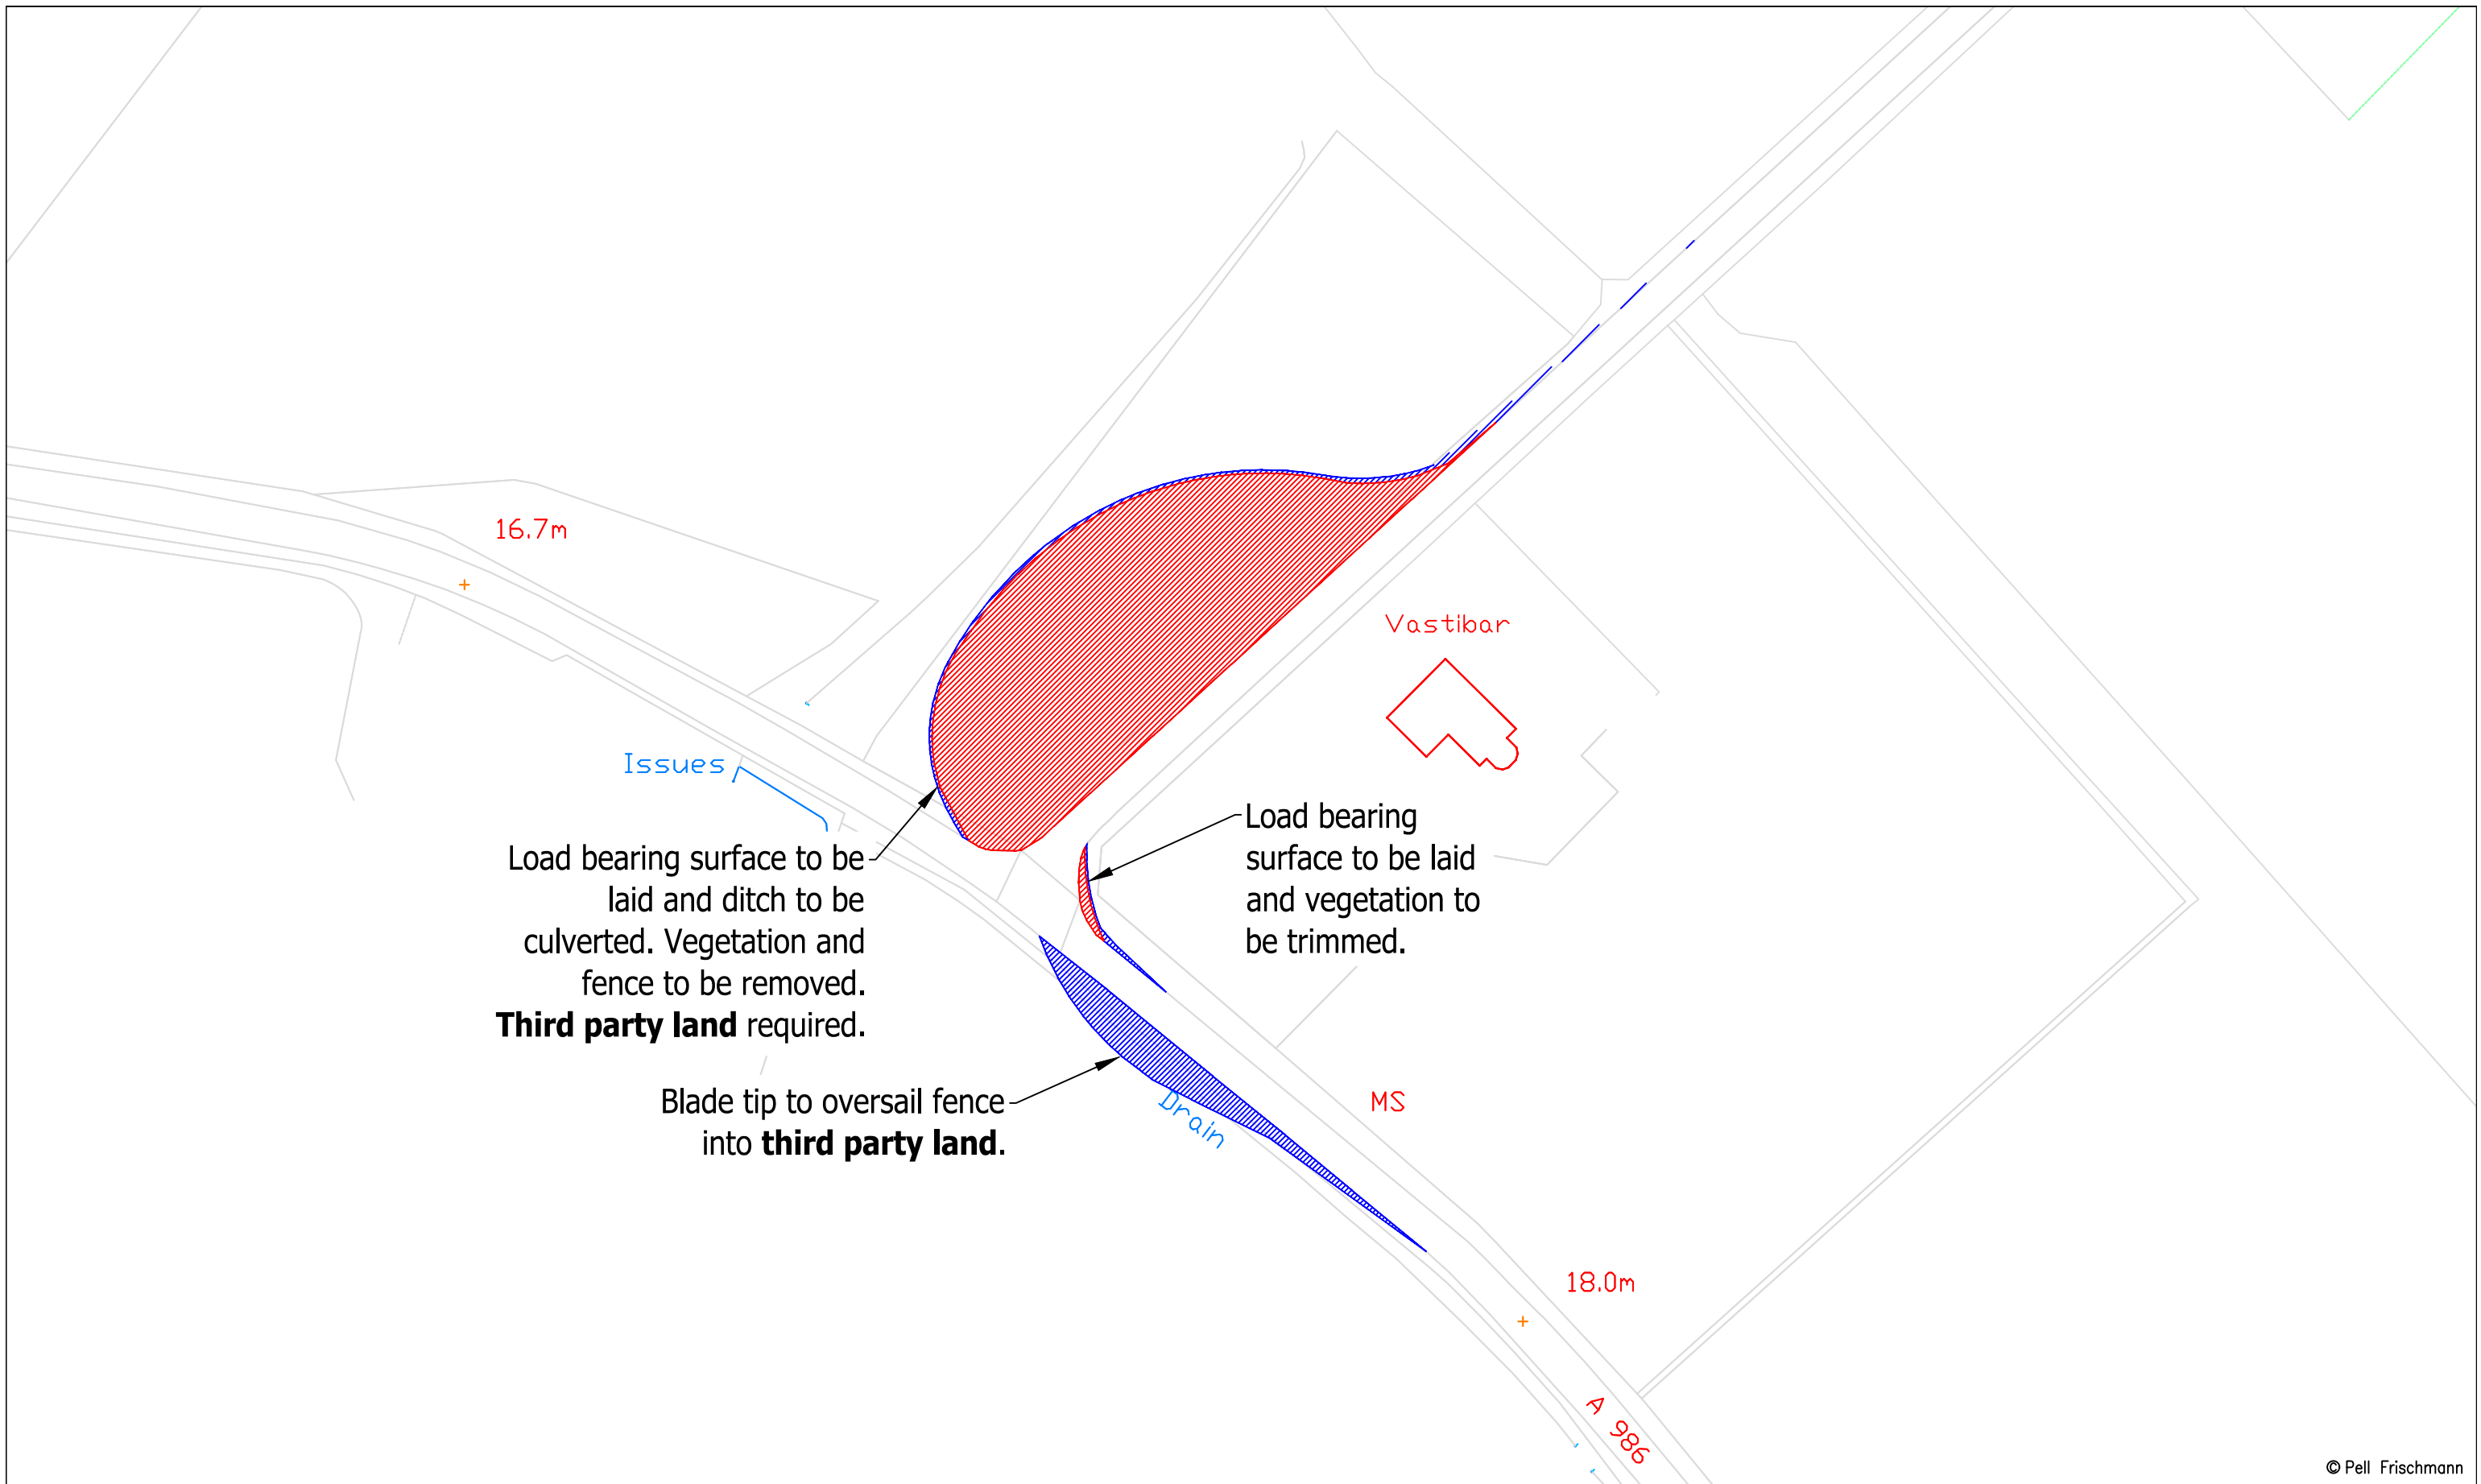 16.7m
Vastibar
Issues
Load bearing surface to be
laid and ditch to be
culverted. Vegetation and
fence to be removed.
Third party land required.
Load bearing
surface to be laid
and vegetation to
be trimmed.
Blade tip to oversail fence
into third party land.
Drain
MS
18.0m
A 986
© Pell Frischmann